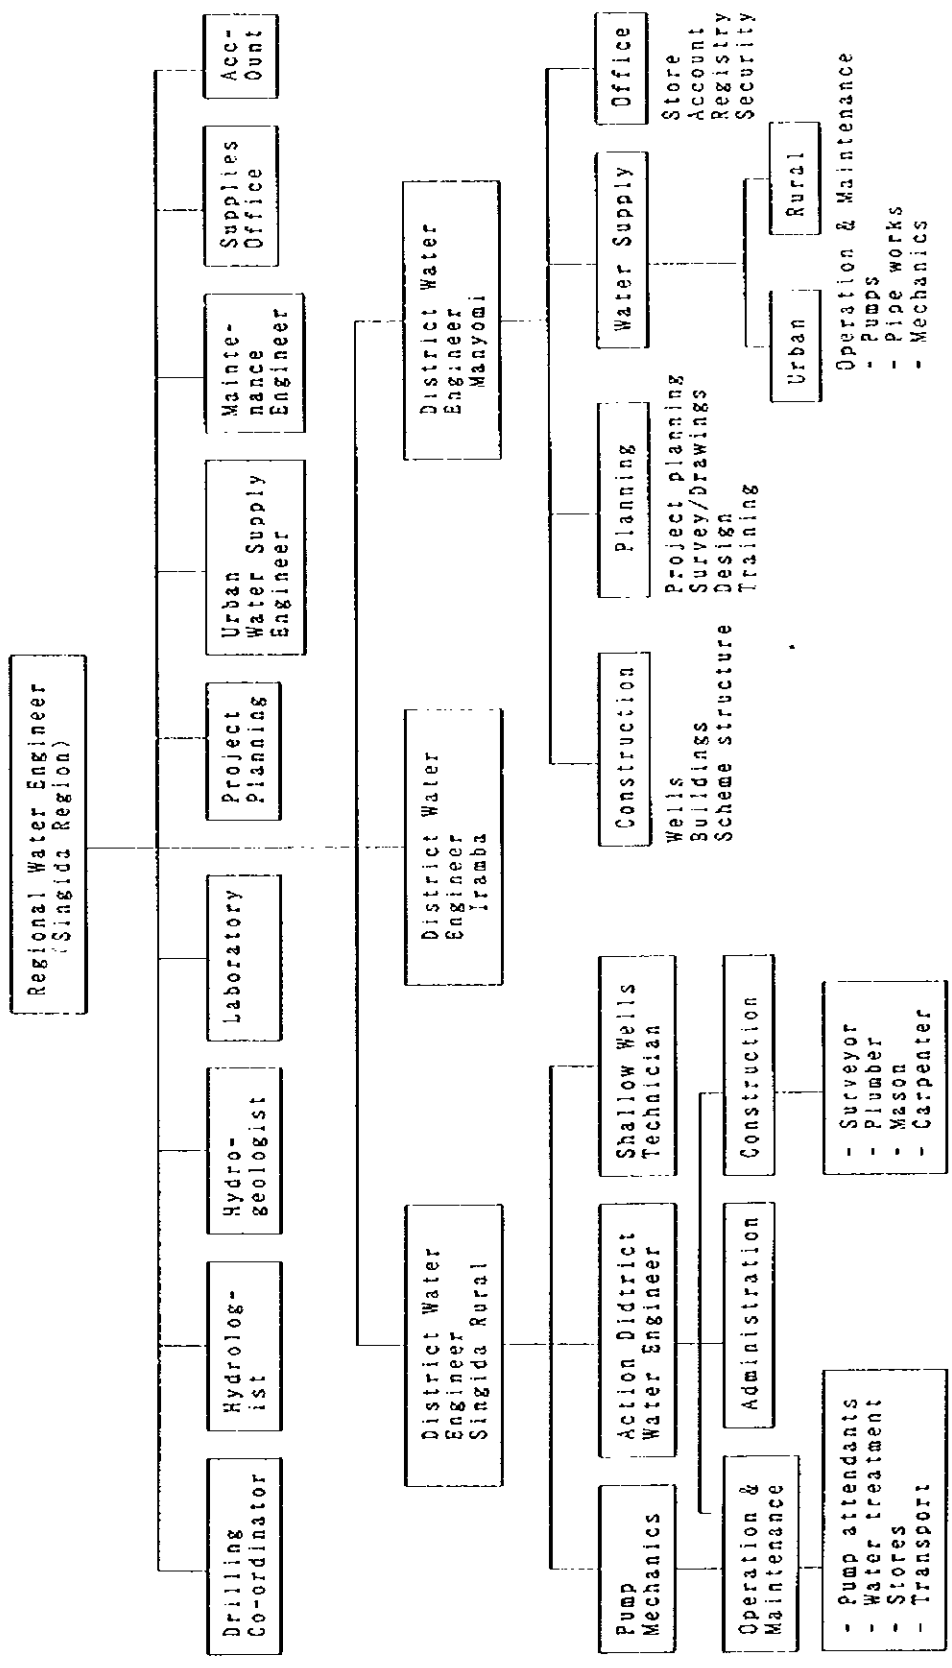 Regional Water Engineer
(Singida Region)
Drilling
Co-ordinator
Hydrolog-
ist
Hydro-
geologist
Laboratory
Project
Planning
Urban
Water Supply
Engineer
Mainte-
nance
Engineer
Supplies
Office
Acc-
Ount
District Water
Engineer
Singida Rural
District Water
Engineer
Iramba
District Water
Engineer
Manyomi
Pump
Mechanics
Action Didtrict
Water Engineer
Shallow Wells
Technician
Operation &
Maintenance
Administration
Construction
- Pump attendants
- Water treatment
- Stores
- Transport
- Surveyor
- Plumber
- Mason
- Carpenter
Construction
Wells
Buildings
Scheme structure
Planning
Project planning
Survey/Drawings
Design
Training
Water Supply
Office
Store
Account
Registry
Security
Urban
Rural
Operation & Maintenance
- Pumps
- Pipe works
- Mechanics